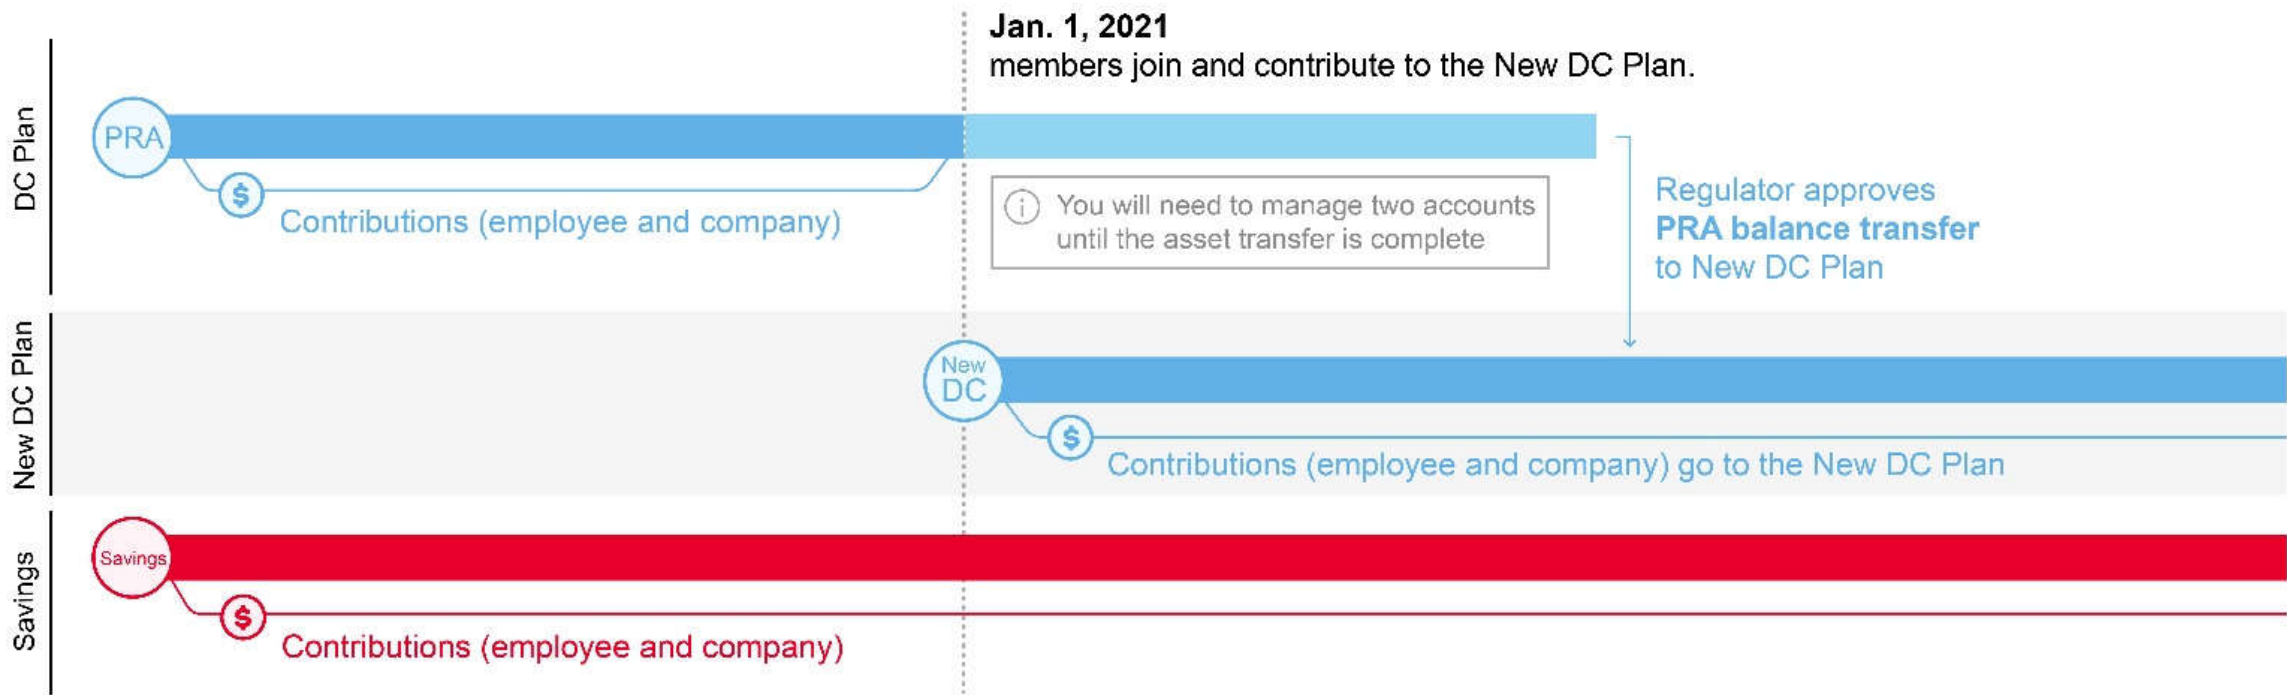 Jan. 1, 2021
members join and contribute to the New DC Plan.
DC Plan
PRA
$
Contributions (employee and company)
i
You will need to manage two accounts
until the asset transfer is complete
Regulator approves
PRA balance transfer
to New DC Plan
New DC Plan
New
DC
$
Contributions (employee and company) go to the New DC Plan
Savings
Savings
$
Contributions (employee and company)